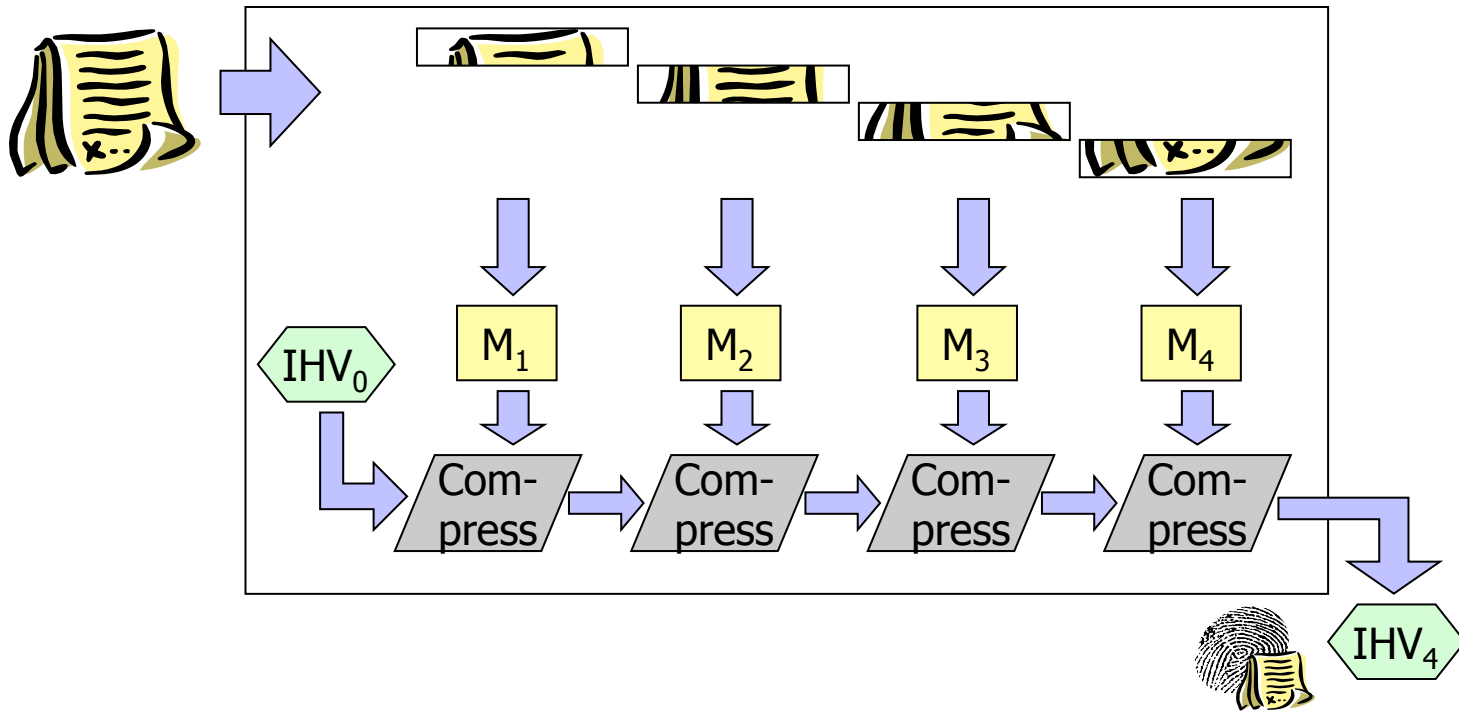 M₁
M₂
M₃
M₄
IHV₀
Com-
press
Com-
press
Com-
press
Com-
press
IHV₄